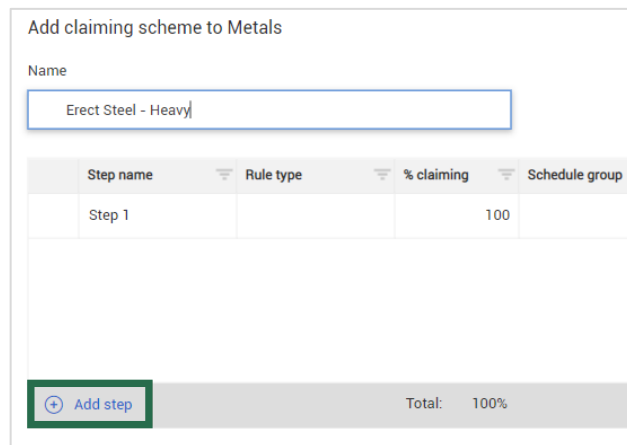 Add claiming scheme to Metals
Name
Erect Steel - Heavy
Step name Rule type % claiming Schedule group
Step 1 100
Add step Total: 100%